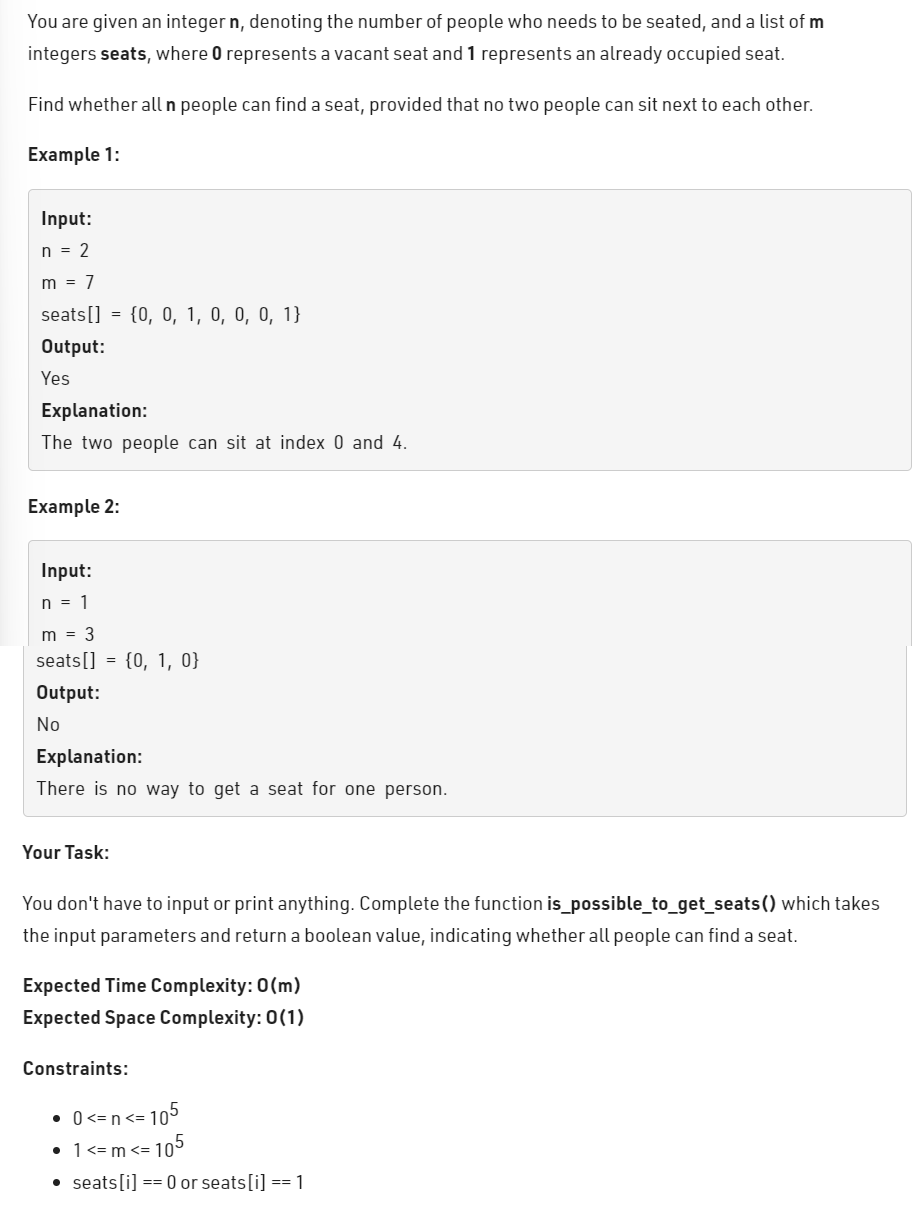 You are given an integer n, denoting the number of people who needs to be seated, and a list of m
integers seats, where 0 represents a vacant seat and 1 represents an already occupied seat.
Find whether all n people can find a seat, provided that no two people can sit next to each other.
Example 1:
Input:
n = 2
m = 7
seats[] = {0, 0, 1, 0, 0, 0, 1}
Output:
Yes
Explanation:
The two people can sit at index 0 and 4.
Example 2:
Input:
n = 1
m = 3
seats[] = {0, 1, 0}
Output:
No
Explanation:
There is no way to get a seat for one person.
Your Task:
You don't have to input or print anything. Complete the function is_possible_to_get_seats() which takes
the input parameters and return a boolean value, indicating whether all people can find a seat.
Expected Time Complexity: O(m)
Expected Space Complexity: O(1)
Constraints:
• 0 <= n <= 10⁵
• 1 <= m <= 10⁵
• seats[i] == 0 or seats[i] == 1